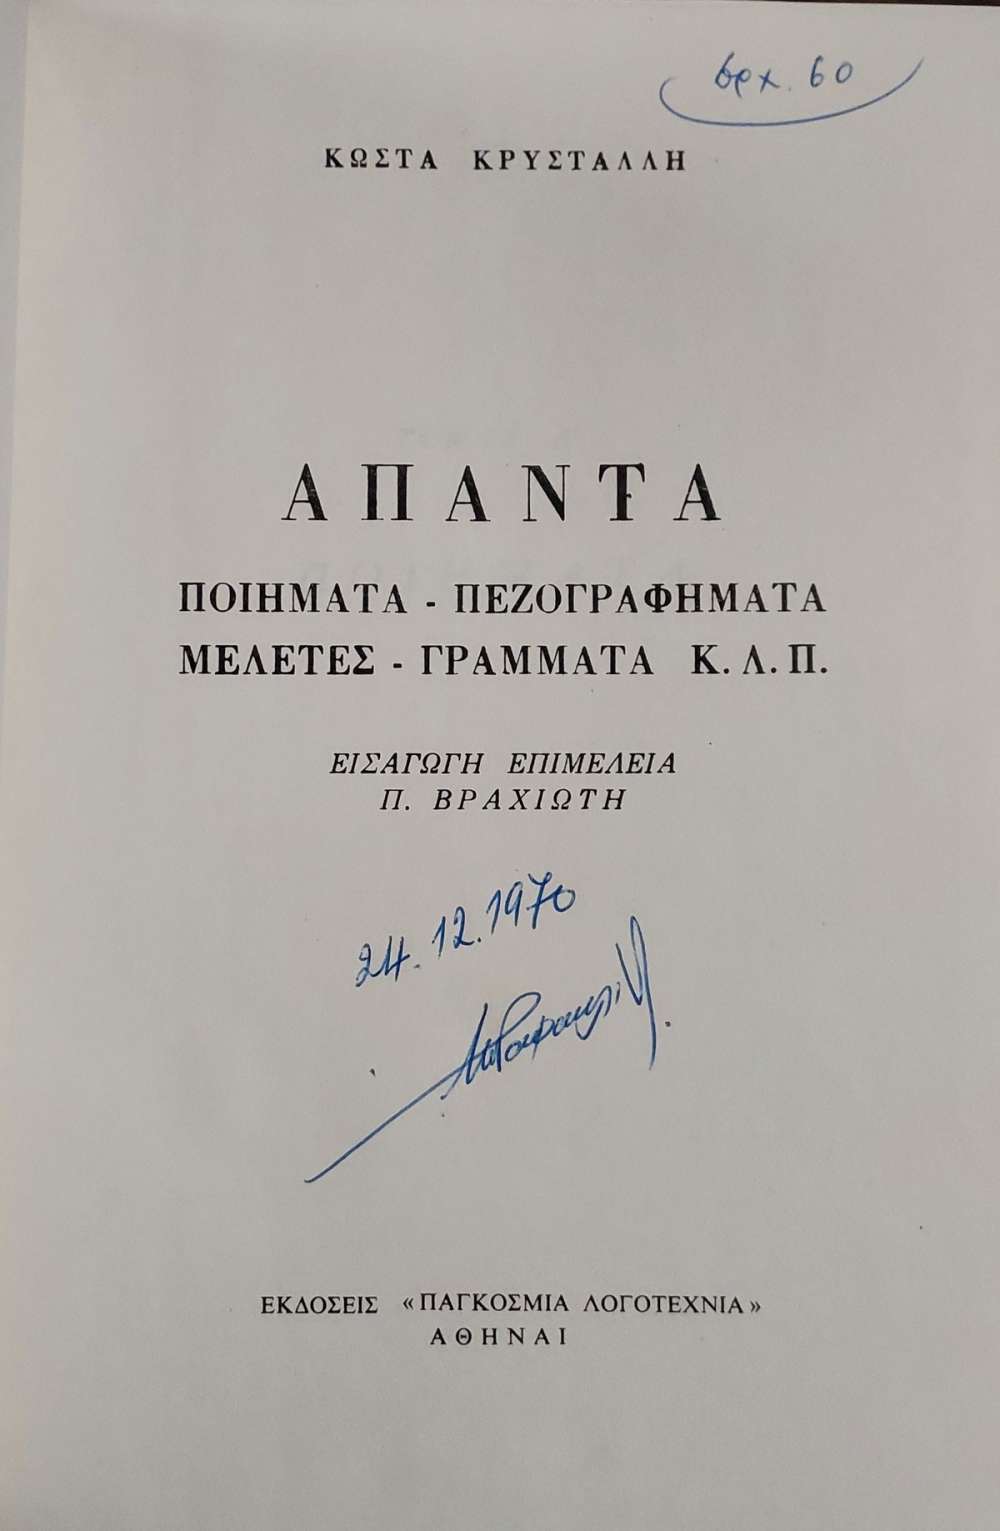 δρχ. 60
ΚΩΣΤΑ ΚΡΥΣΤΑΛΛΗ
ΑΠΑΝΤΑ
ΠΟΙΗΜΑΤΑ - ΠΕΖΟΓΡΑΦΗΜΑΤΑ
ΜΕΛΕΤΕΣ - ΓΡΑΜΜΑΤΑ Κ.Λ.Π.
ΕΙΣΑΓΩΓΗ ΕΠΙΜΕΛΕΙΑ
Π. ΒΡΑΧΙΩΤΗ
24.12.1970
ΕΚΔΟΣΕΙΣ «ΠΑΓΚΟΣΜΙΑ ΛΟΓΟΤΕΧΝΙΑ»
ΑΘΗΝΑΙ